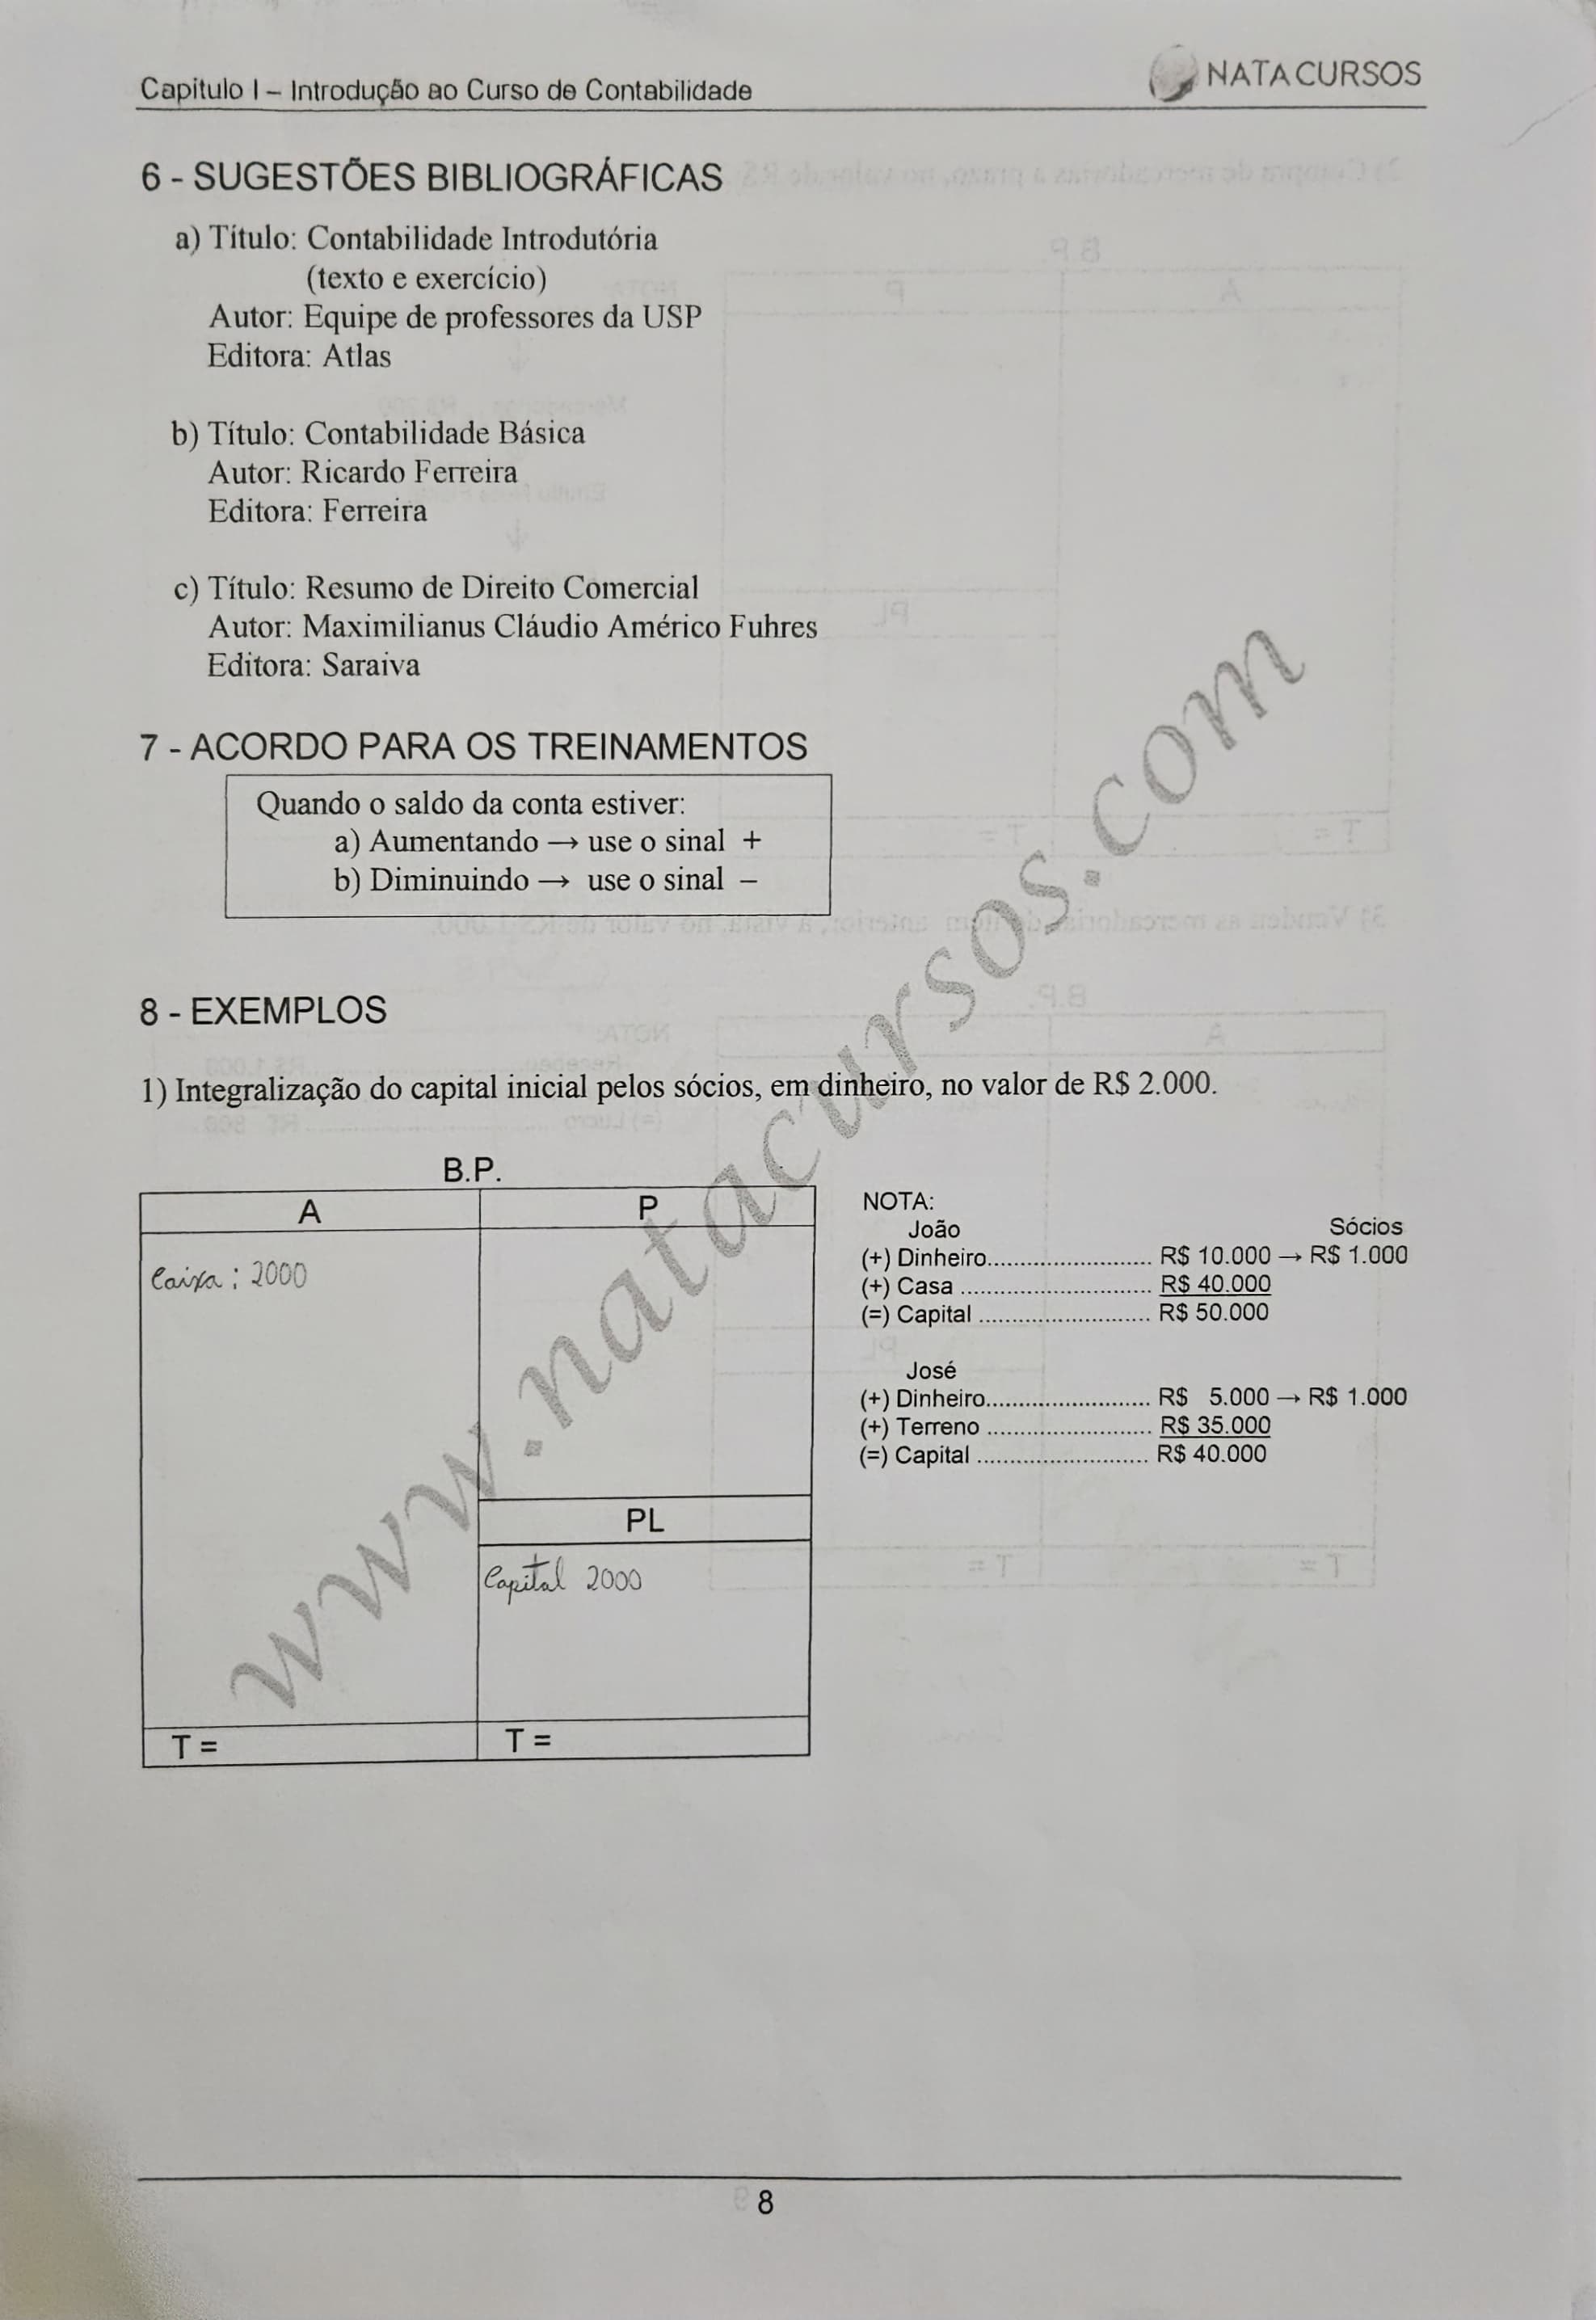 Capítulo I – Introdução ao Curso de Contabilidade
NATA CURSOS
6 - SUGESTÕES BIBLIOGRÁFICAS
a) Título: Contabilidade Introdutória
(texto e exercício)
Autor: Equipe de professores da USP
Editora: Atlas
b) Título: Contabilidade Básica
Autor: Ricardo Ferreira
Editora: Ferreira
c) Título: Resumo de Direito Comercial
Autor: Maximilianus Cláudio Américo Fuhres
Editora: Saraiva
7 - ACORDO PARA OS TREINAMENTOS
Quando o saldo da conta estiver:
a) Aumentando → use o sinal +
b) Diminuindo → use o sinal –
8 - EXEMPLOS
1) Integralização do capital inicial pelos sócios, em dinheiro, no valor de R$ 2.000.
B.P.
A P
Caixa : 2000
PL
Capital 2000
T = T =
NOTA:
João Sócios
(+) Dinheiro......................... R$ 10.000 → R$ 1.000
(+) Casa ............................. R$ 40.000
(=) Capital .......................... R$ 50.000
José
(+) Dinheiro......................... R$ 5.000 → R$ 1.000
(+) Terreno ......................... R$ 35.000
(=) Capital .......................... R$ 40.000
www.natacursos.com
8